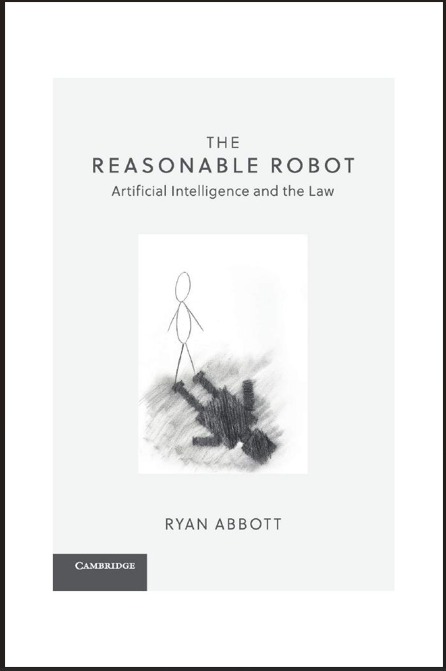 THE
REASONABLE ROBOT
Artificial Intelligence and the Law
RYAN ABBOTT
CAMBRIDGE